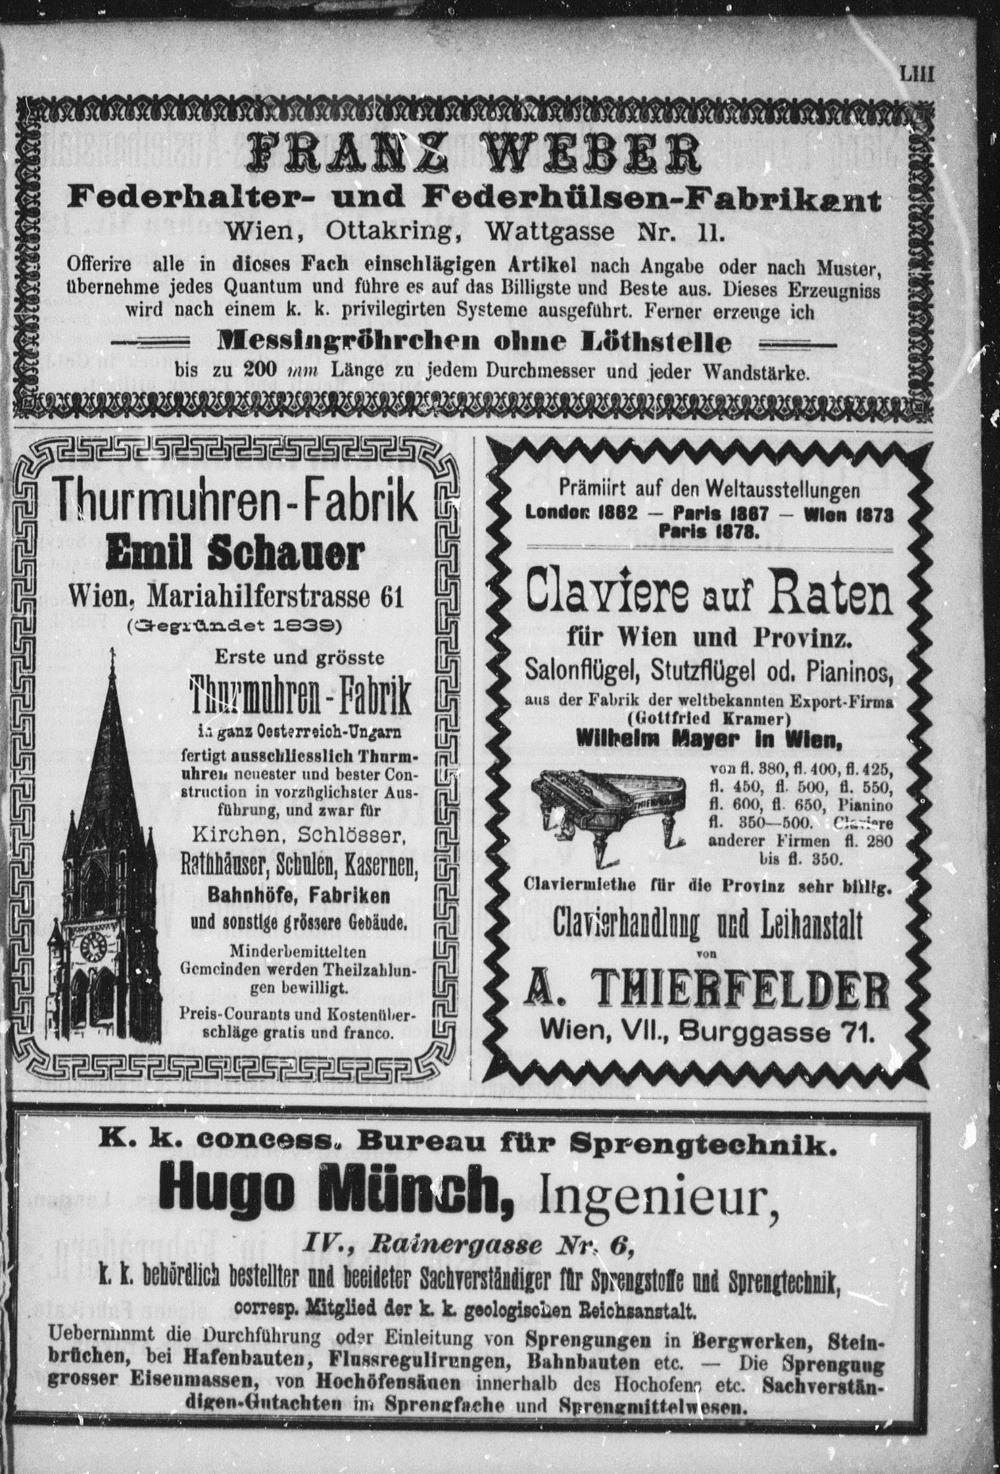 LIII
FRANZ WEBER
Federhalter- und Federhülsen-Fabrikant
Wien, Ottakring, Wattgasse Nr. 11.
Offerire alle in dieses Fach einschlägigen Artikel nach Angabe oder nach Muster,
übernehme jedes Quantum und führe es auf das Billigste und Beste aus. Dieses Erzeugniss
wird nach einem k. k. privilegirten Systeme ausgeführt. Ferner erzeuge ich
Messingröhrchen ohne Löthstelle
bis zu 200 mm Länge zu jedem Durchmesser und jeder Wandstärke.
Thurmuhren-Fabrik
Emil Schauer
Wien, Mariahilferstrasse 61
(Gegründet 1839)
Erste und grösste
Thurmuhren-Fabrik
in ganz Oesterreich-Ungarn
fertigt ausschliesslich Thurm-
uhren neuester und bester Con-
struction in vorzüglichster Aus-
führung, und zwar für
Kirchen, Schlösser,
Rathhäuser, Schulen, Kasernen,
Bahnhöfe, Fabriken
und sonstige grössere Gebäude.
Minderbemittelten
Gemeinden werden Theilzahlun-
gen bewilligt.
Preis-Courants und Kostenüber-
schläge gratis und franco.
Prämiirt auf den Weltausstellungen
London 1862 — Paris 1867 — Wien 1873
Paris 1878.
Claviere auf Raten
für Wien und Provinz.
Salonflügel, Stutzflügel od. Pianinos,
aus der Fabrik der weltbekannten Export-Firma
(Gottfried Kramer)
Wilhelm Mayer in Wien,
von fl. 380, fl. 400, fl. 425,
fl. 450, fl. 500, fl. 550,
fl. 600, fl. 650, Pianino
fl. 350—500. Claviere
anderer Firmen fl. 280
bis fl. 350.
Claviermiethe für die Provinz sehr billig.
Clavierhandlung und Leihanstalt
von
A. THIERFELDER
Wien, VII., Burggasse 71.
K. k. concess. Bureau für Sprengtechnik.
Hugo Münch, Ingenieur,
IV., Rainergasse Nr. 6,
k. k. behördlich bestellter und beeideter Sachverständiger für Sprengstoffe und Sprengtechnik,
corresp. Mitglied der k. k. geologischen Reichsanstalt.
Uebernimmt die Durchführung oder Einleitung von Sprengungen in Bergwerken, Stein-
brüchen, bei Hafenbauten, Flussregulirungen, Bahnbauten etc. — Die Sprengung
grosser Eisenmassen, von Hochöfensäuen innerhalb des Hochofens etc. Sachverstän-
digen-Gutachten im Sprengfache und Sprengmittelwesen.